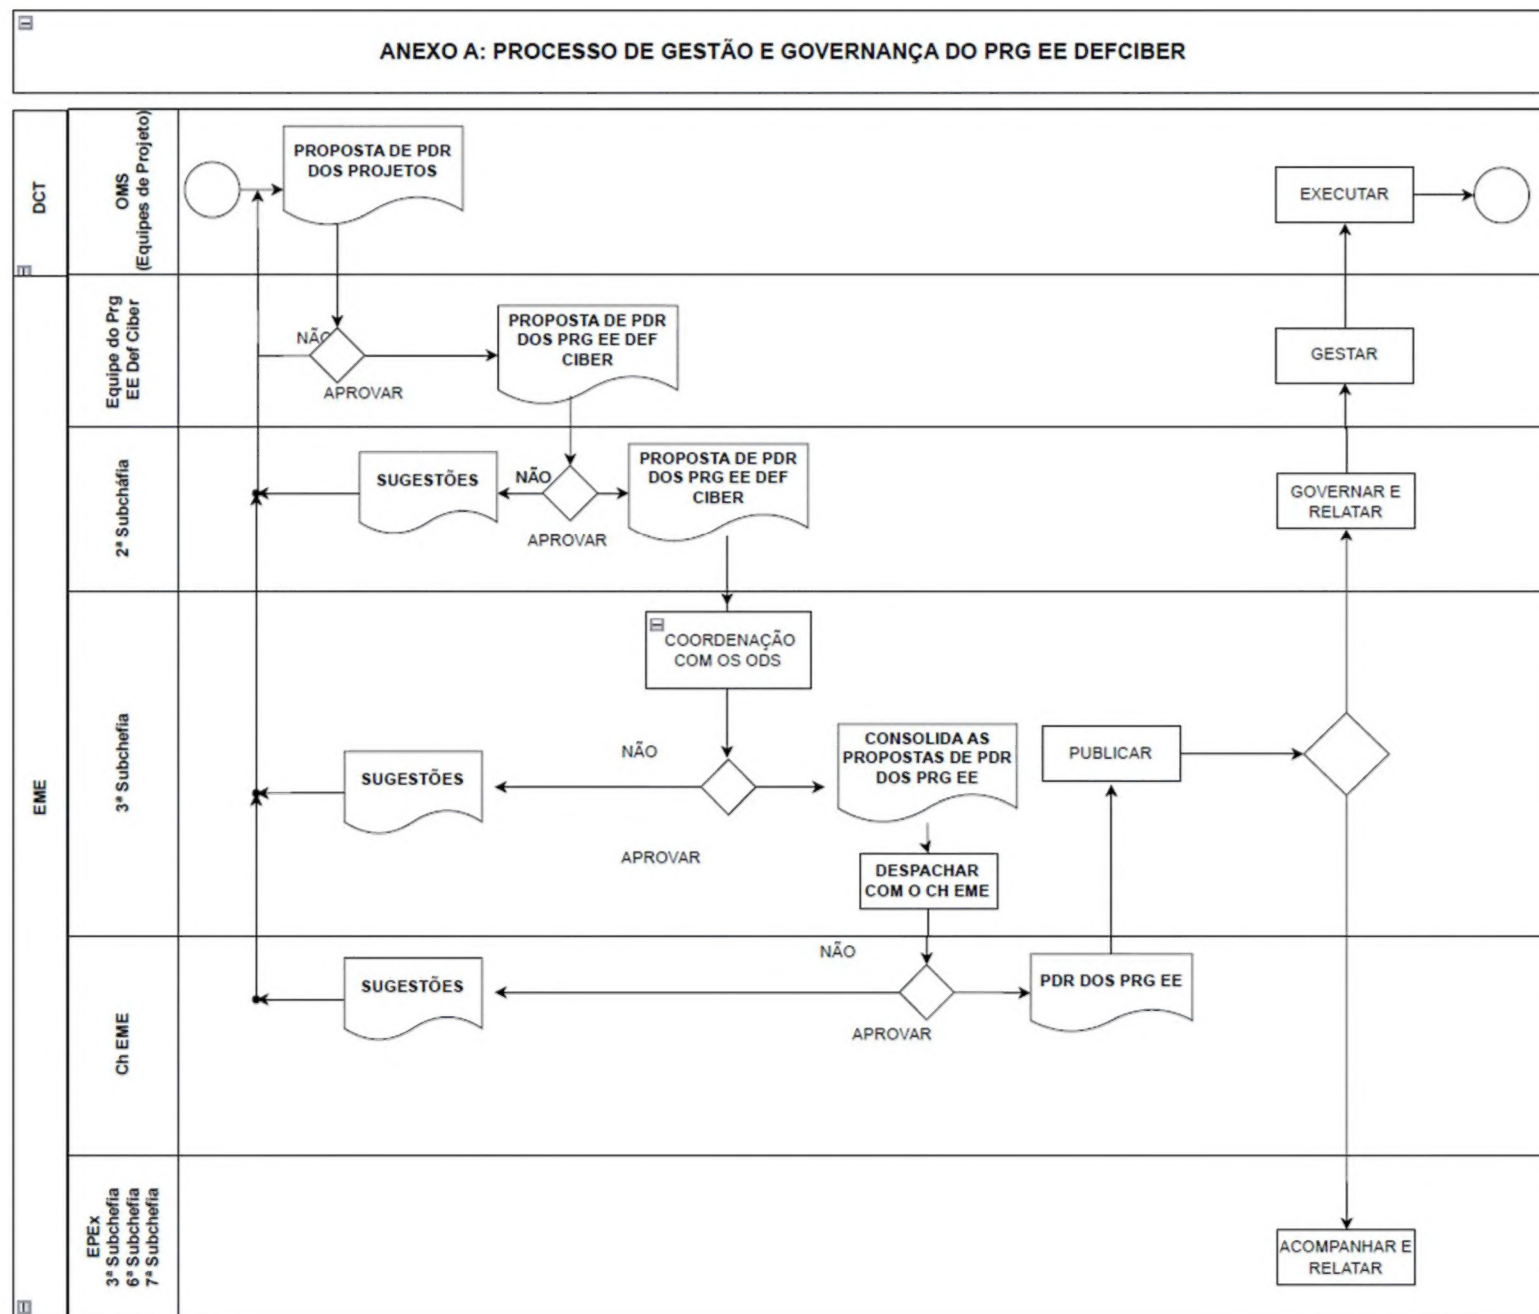 ANEXO A: PROCESSO DE GESTÃO E GOVERNANÇA DO PRG EE DEFCIBER
DCT
OMS
(Equipes de Projeto)
PROPOSTA DE PDR
DOS PROJETOS
EXECUTAR
EME
Equipe do Prg
EE Def Ciber
NÃO
APROVAR
PROPOSTA DE PDR
DOS PRG EE DEF
CIBER
GESTAR
2ª Subcháfia
SUGESTÕES
NÃO
APROVAR
PROPOSTA DE PDR
DOS PRG EE DEF
CIBER
GOVERNAR E
RELATAR
3ª Subchefia
COORDENAÇÃO
COM OS ODS
SUGESTÕES
NÃO
APROVAR
CONSOLIDA AS
PROPOSTAS DE PDR
DOS PRG EE
DESPACHAR
COM O CH EME
PUBLICAR
Ch EME
SUGESTÕES
NÃO
APROVAR
PDR DOS PRG EE
EPEx
3ª Subchefia
6ª Subchefia
7ª Subchefia
ACOMPANHAR E
RELATAR